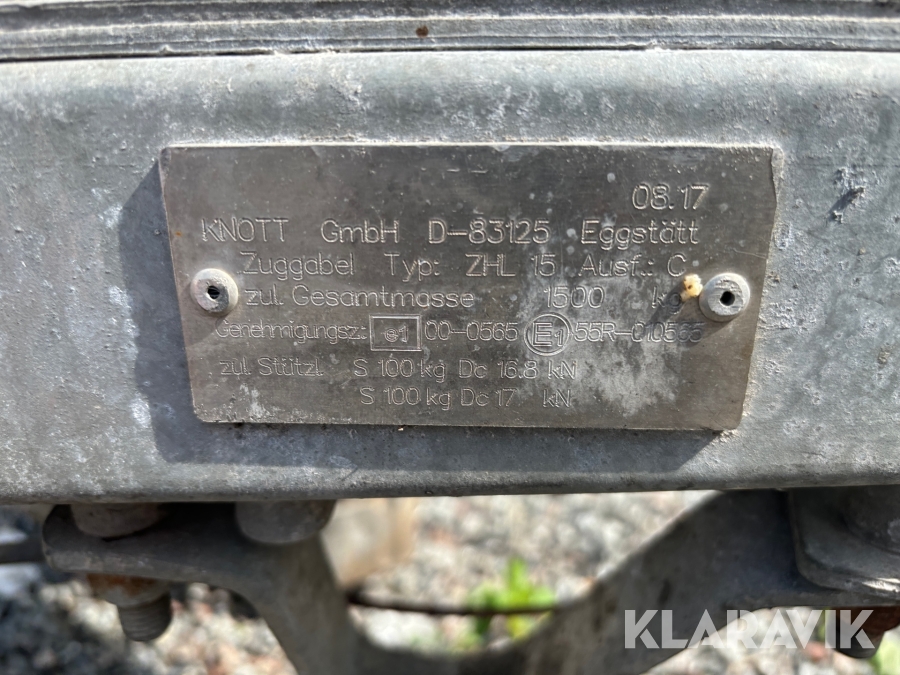 08.17
KNOTT GmbH D-83125 Eggstätt
Zuggabel Typ: ZHL 15 Ausf.: C
zul. Gesamtmasse 1500 kg
Genehmigungsz.: e1 00-0565 E1 55R-010565
zul. Stützl. S 100 kg Dc 16.8 kN
S 100 kg Dc 17 kN
KLARAVIK